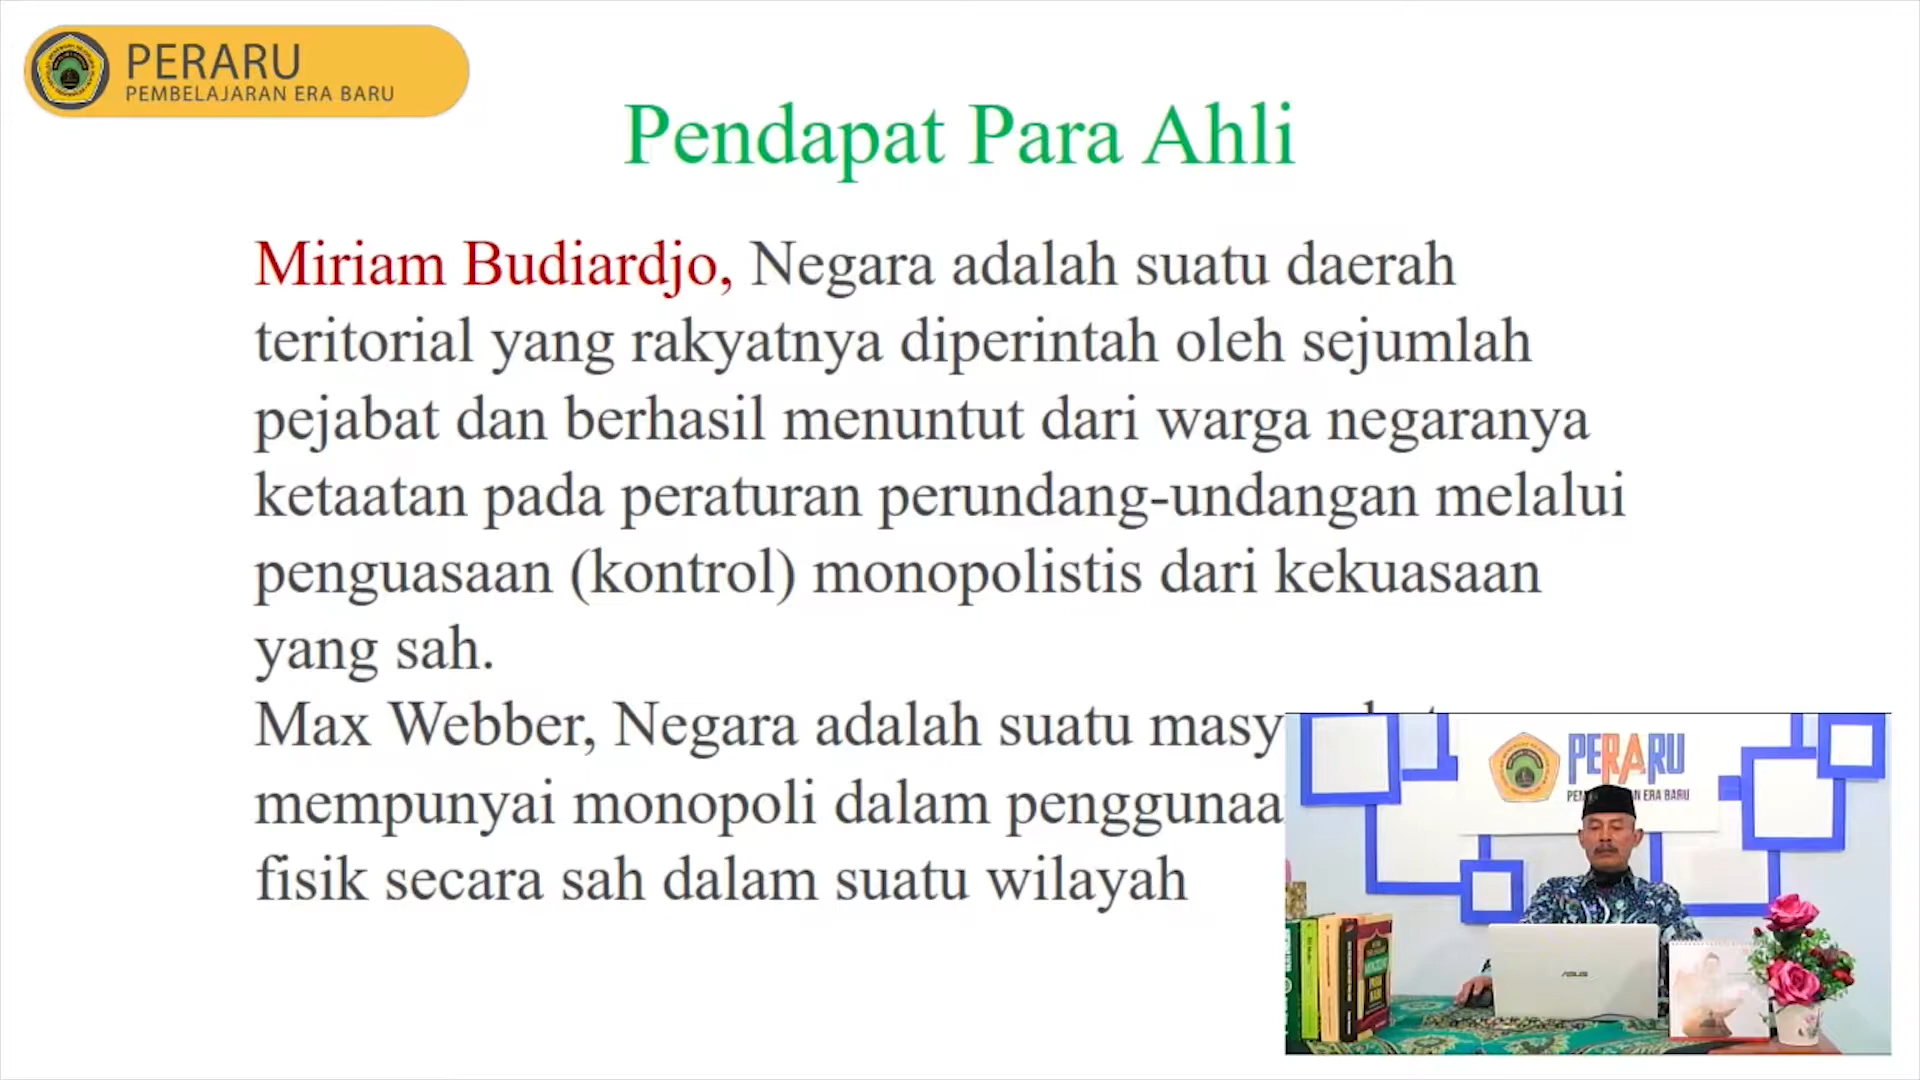 PERARU
PEMBELAJARAN ERA BARU
Pendapat Para Ahli
Miriam Budiardjo, Negara adalah suatu daerah
teritorial yang rakyatnya diperintah oleh sejumlah
pejabat dan berhasil menuntut dari warga negaranya
ketaatan pada peraturan perundang-undangan melalui
penguasaan (kontrol) monopolistis dari kekuasaan
yang sah.
Max Webber, Negara adalah suatu
mempunyai monopoli dalam
fisik secara sah dalam suatu wilayah
PERARU
ERA BARU
ASUS